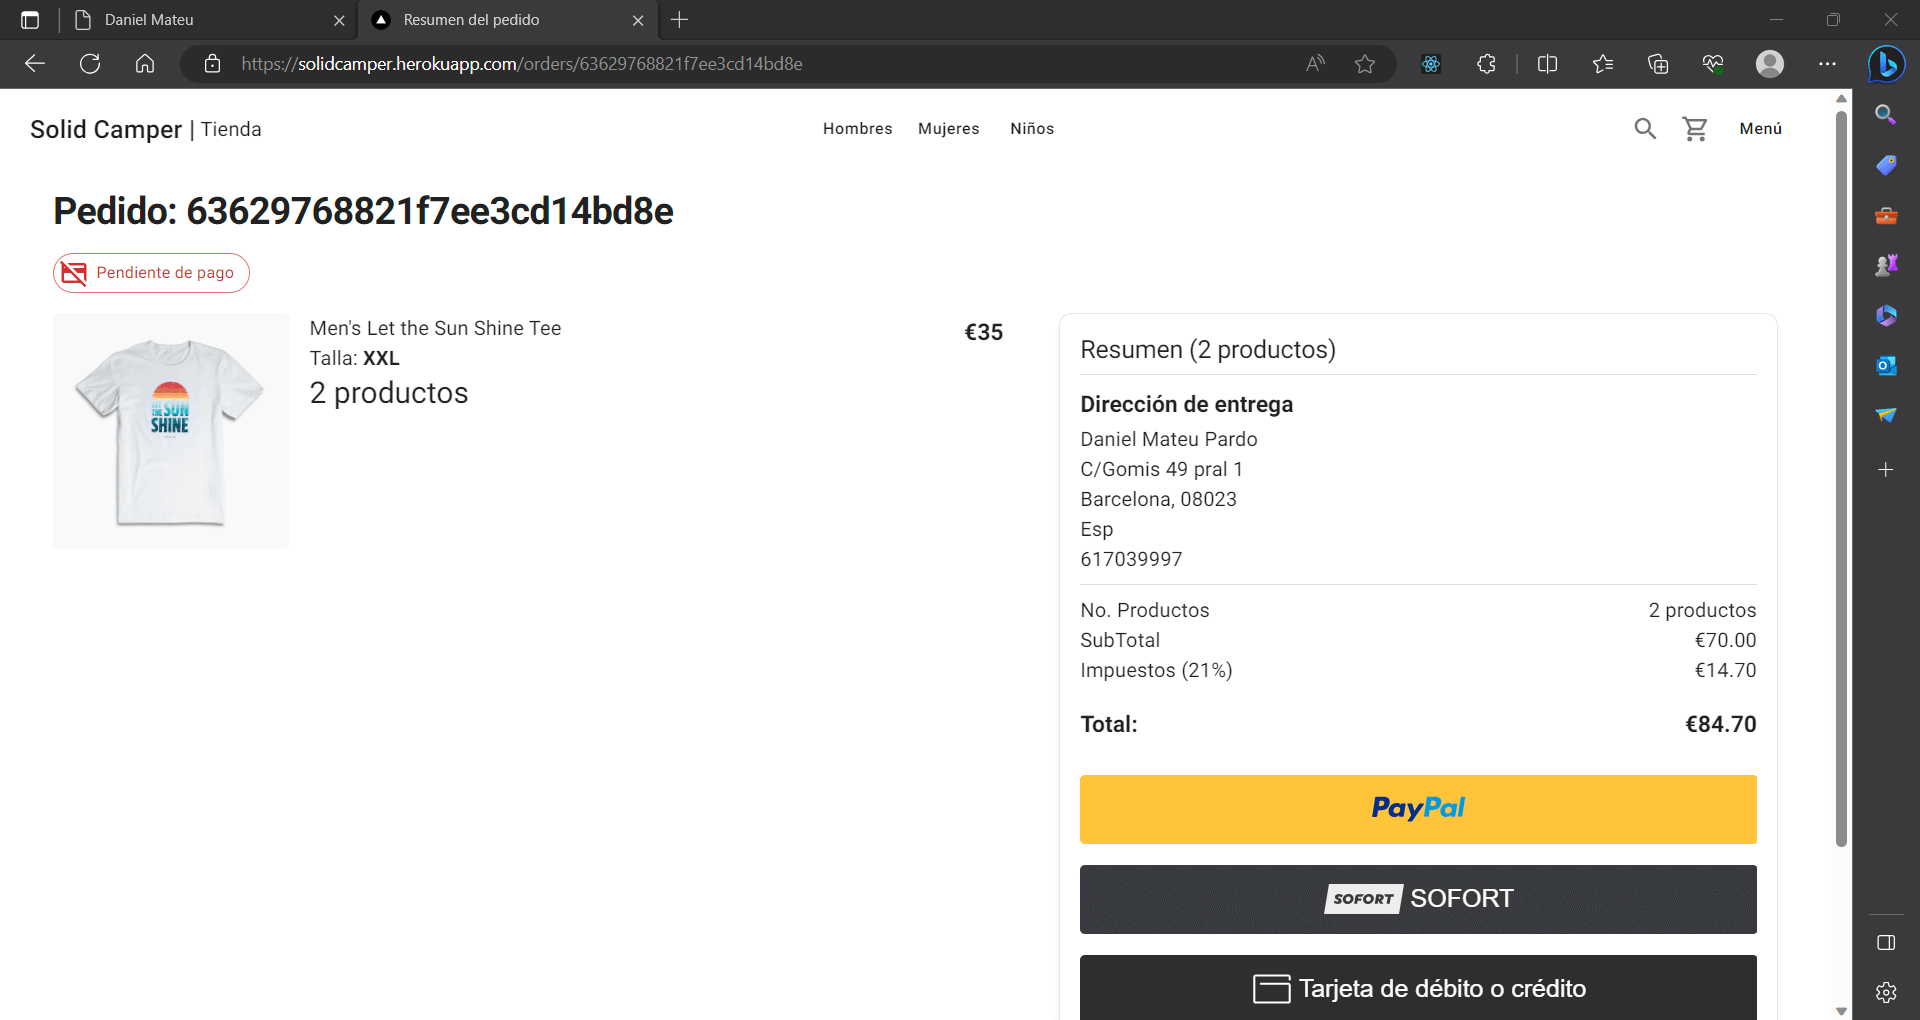 Daniel Mateu
Resumen del pedido
https://solidcamper.herokuapp.com/orders/63629768821f7ee3cd14bd8e
Solid Camper | Tienda
Hombres
Mujeres
Niños
Menú
Pedido: 63629768821f7ee3cd14bd8e
Pendiente de pago
SUN
SHINE
Men's Let the Sun Shine Tee
€35
Talla: XXL
2 productos
Resumen (2 productos)
Dirección de entrega
Daniel Mateu Pardo
C/Gomis 49 pral 1
Barcelona, 08023
Esp
617039997
No. Productos 2 productos
SubTotal €70.00
Impuestos (21%) €14.70
Total: €84.70
PayPal
SOFORT SOFORT
Tarjeta de débito o crédito